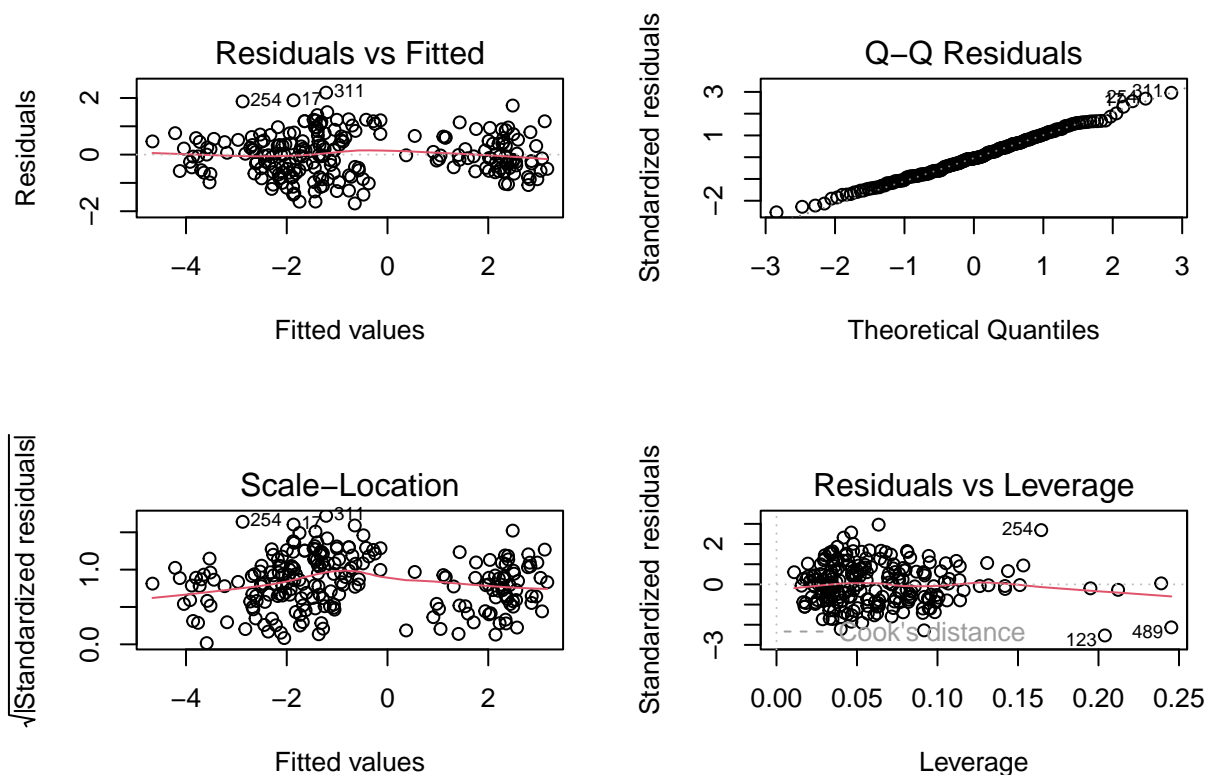 Residuals vs Fitted
Residuals
2
0
−2
254
17
311
−4 −2 0 2
Fitted values
Q−Q Residuals
Standardized residuals
3
1
−2
311
−3 −2 −1 0 1 2 3
Theoretical Quantiles
Scale−Location
√|Standardized residuals|
1.0
0.0
254
17
311
−4 −2 0 2
Fitted values
Residuals vs Leverage
Standardized residuals
2
0
−3
254
Cook's distance
123
489
0.00 0.05 0.10 0.15 0.20 0.25
Leverage